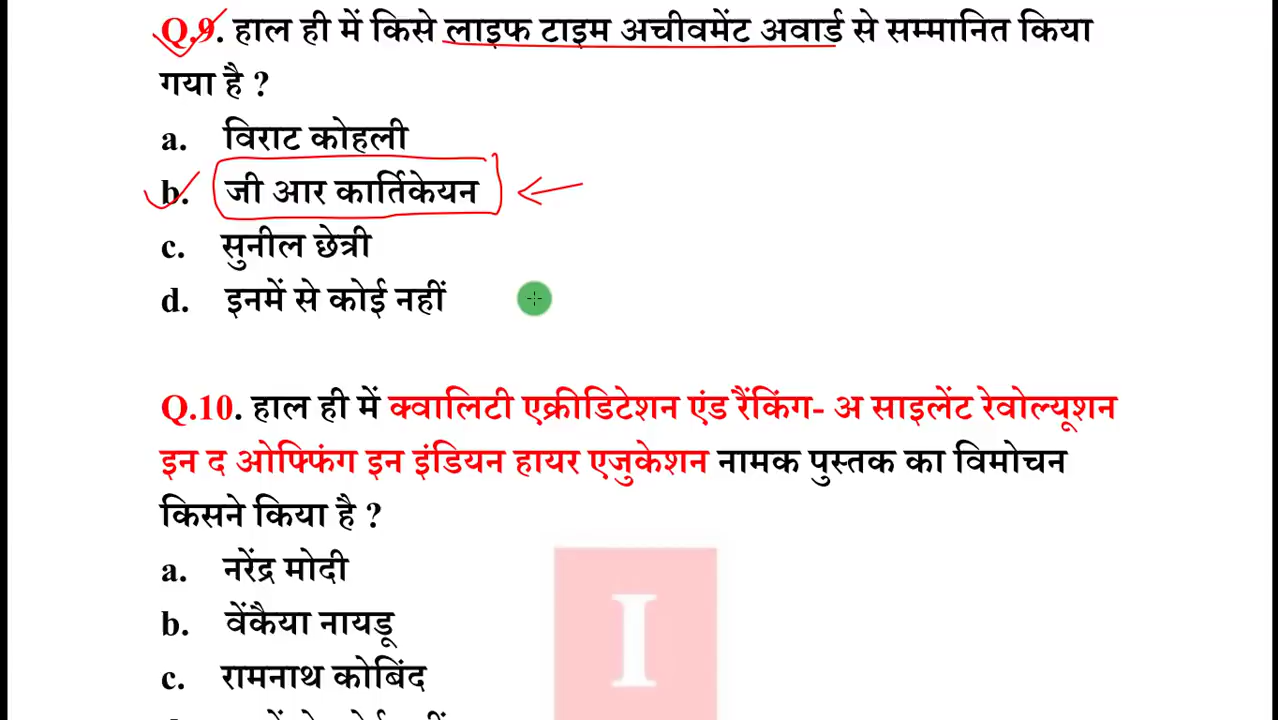 Q.9. हाल ही में किसे लाइफ टाइम अचीवमेंट अवार्ड से सम्मानित किया
गया है ?
a. विराट कोहली
b. जी आर कार्तिकेयन
c. सुनील छेत्री
d. इनमें से कोई नहीं
Q.10. हाल ही में क्वालिटी एक्रीडिटेशन एंड रैंकिंग- अ साइलेंट रेवोल्यूशन
इन द ओफ्फिंग इन इंडियन हायर एजुकेशन नामक पुस्तक का विमोचन
किसने किया है ?
a. नरेंद्र मोदी
b. वेंकैया नायडू
c. रामनाथ कोबिंद
I